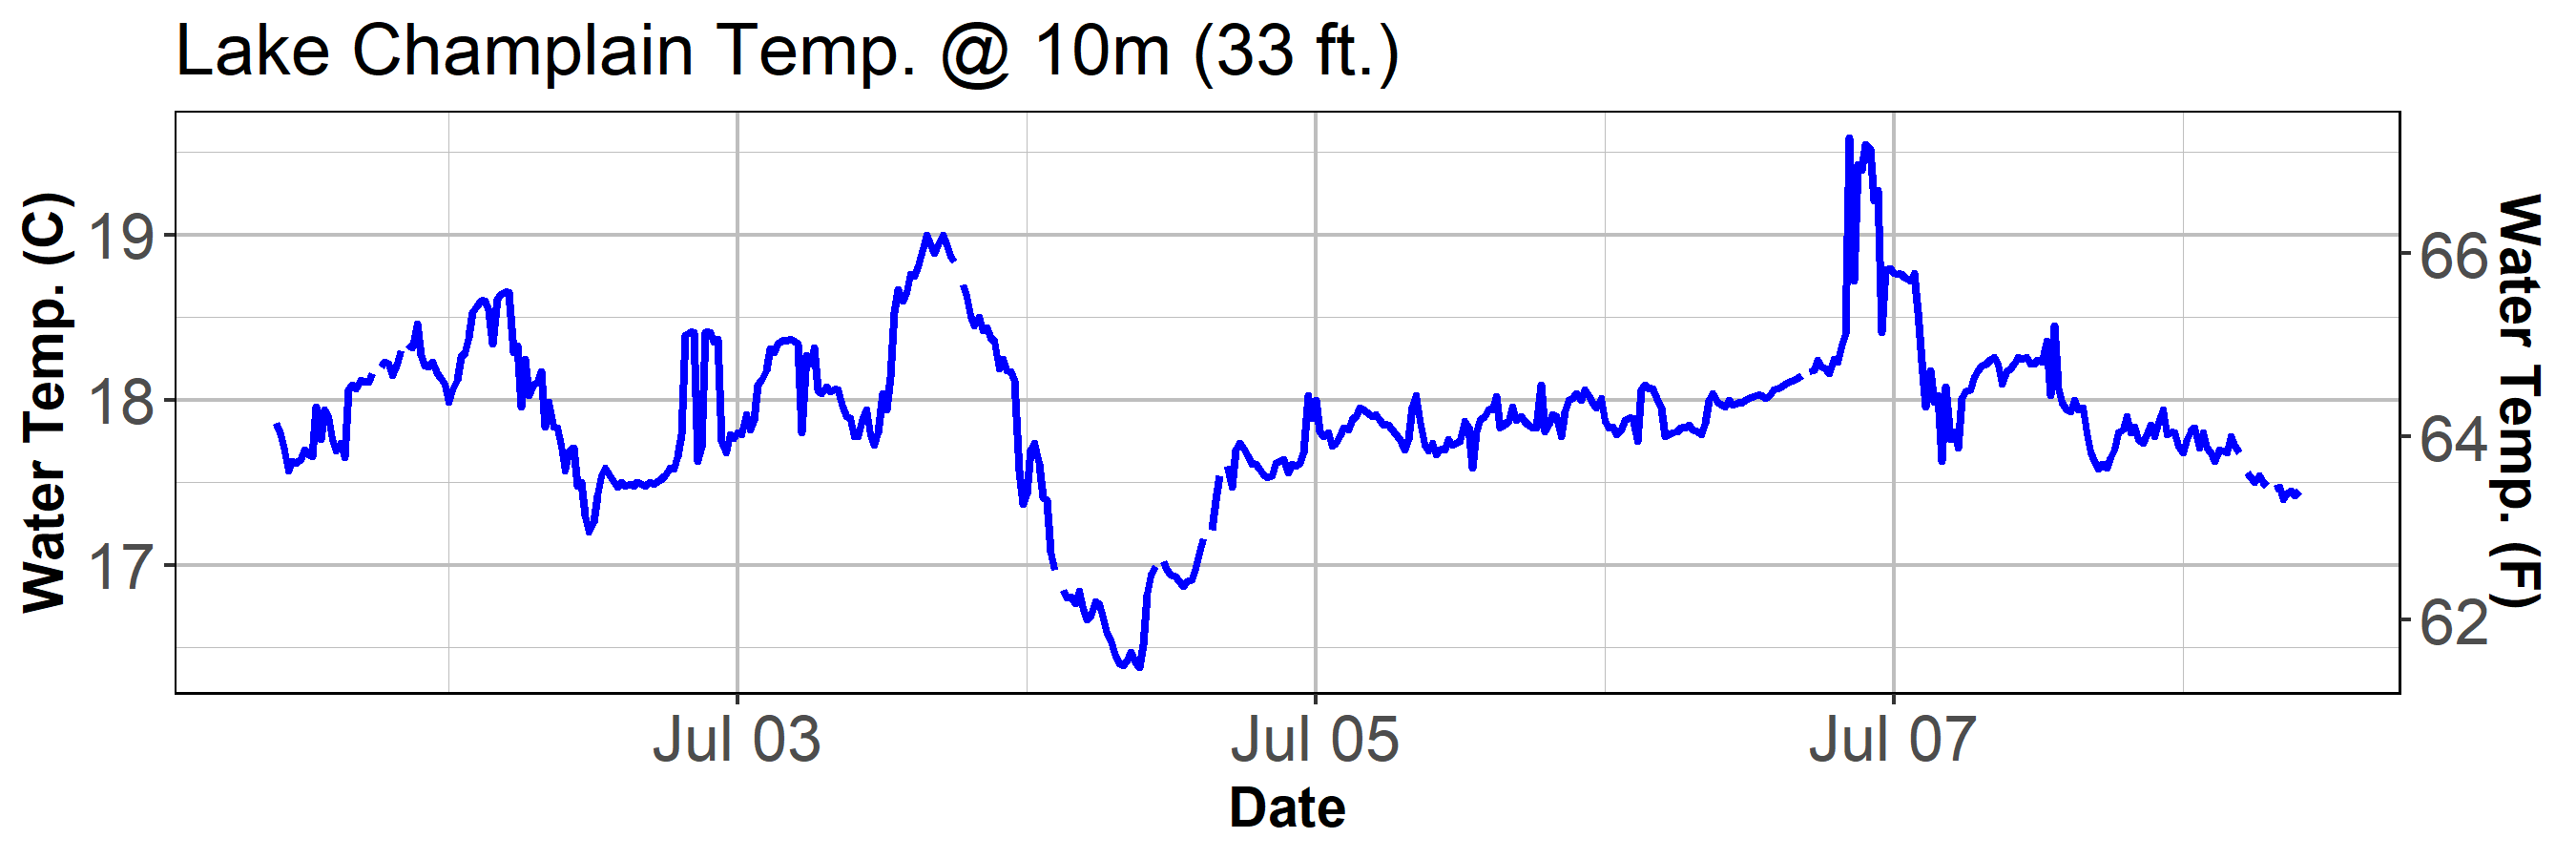 Lake Champlain Temp. @ 10m (33 ft.)
Water Temp. (C)
19
18
17
66
64
62
Water Temp. (F)
Jul 03
Jul 05
Jul 07
Date